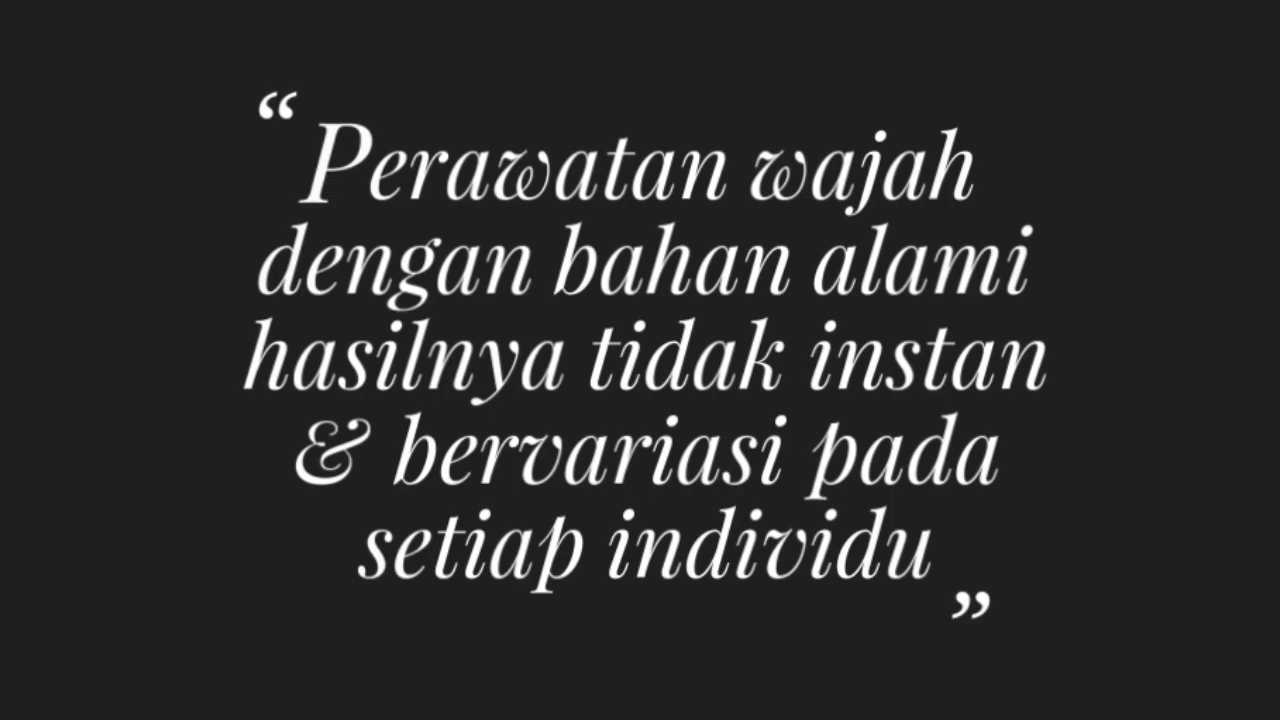 “Perawatan wajah
dengan bahan alami
hasilnya tidak instan
& bervariasi pada
setiap individu”